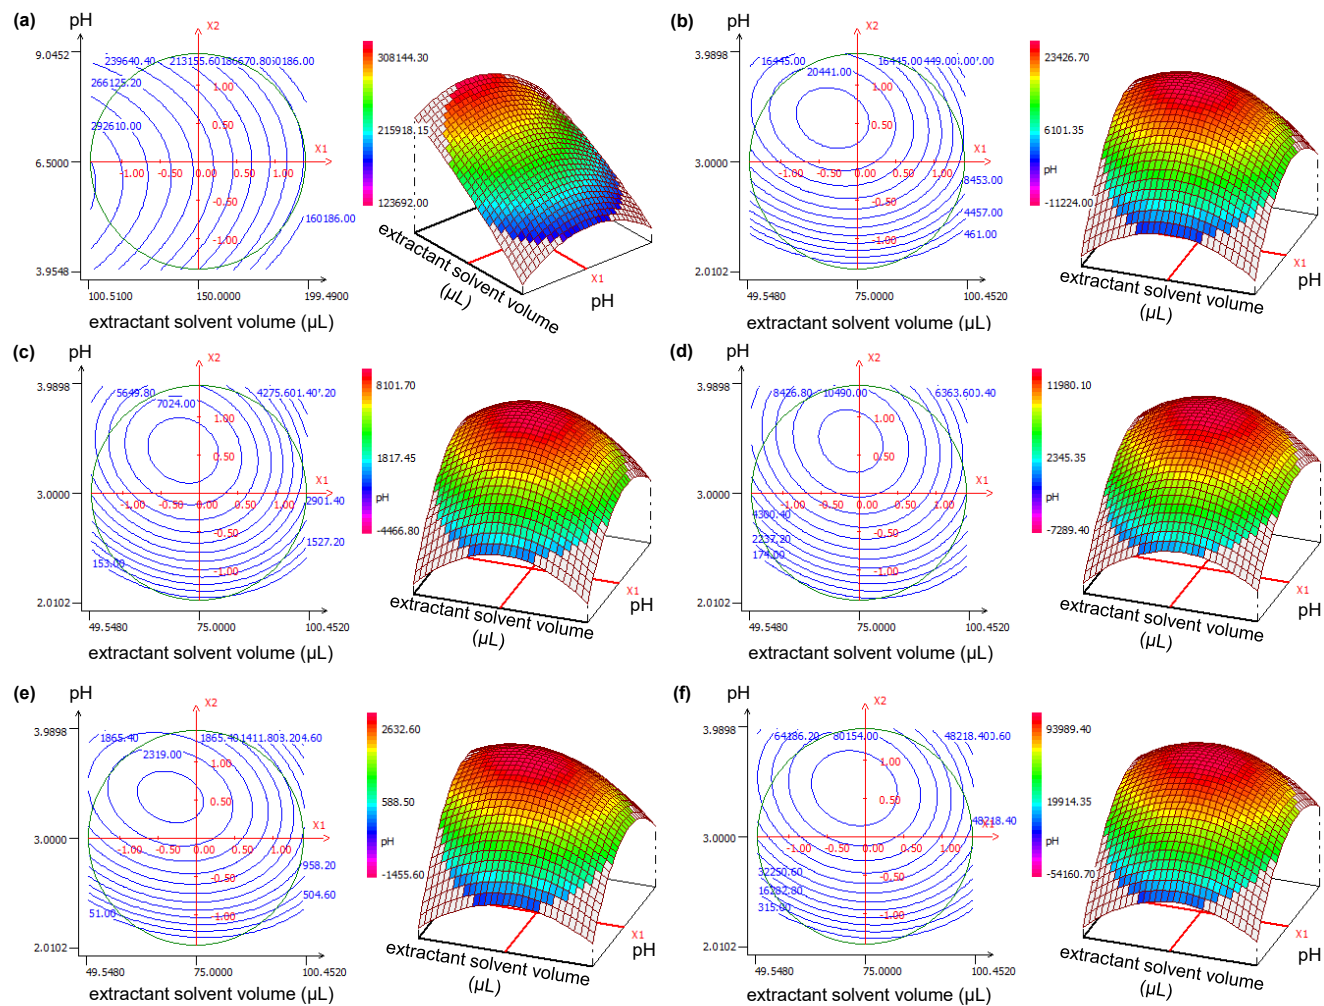 (a)
pH
X2
9.0452
239640.40
213155.60
266125.20
1.00
292610.00
0.50
X1
6.5000
-1.00
-0.50
0.00
0.50
1.00
-0.50
160186.00
-1.00
3.9548
100.5100
150.0000
199.4900
extractant solvent volume (µL)
308144.30
215918.15
123692.00
extractant solvent volume
(µL)
X1
pH
(b)
pH
X2
3.9898
16445.00
16445.00
20441.00
1.00
0.50
X1
3.0000
-1.00
-0.50
0.00
0.50
1.00
8453.00
-0.50
4457.00
461.00
-1.00
2.0102
49.5480
75.0000
100.4520
extractant solvent volume (µL)
23426.70
6101.35
pH
-11224.00
extractant solvent volume
(µL)
X1
pH
(c)
pH
X2
3.9898
5649.80
7024.00
1.00
0.50
X1
3.0000
-1.00
-0.50
0.00
0.50
1.00
2901.40
-0.50
1527.20
153.00
-1.00
2.0102
49.5480
75.0000
100.4520
extractant solvent volume (µL)
8101.70
1817.45
pH
-4466.80
extractant solvent volume
(µL)
X1
pH
(d)
pH
X2
3.9898
8426.80
10490.00
1.00
0.50
X1
3.0000
-1.00
-0.50
0.00
0.50
1.00
4300.40
-0.50
2237.20
174.00
-1.00
2.0102
49.5480
75.0000
100.4520
extractant solvent volume (µL)
11980.10
2345.35
pH
-7289.40
extractant solvent volume
(µL)
X1
pH
(e)
pH
X2
3.9898
1865.40
1865.40
2319.00
1.00
0.50
X1
3.0000
-1.00
-0.50
0.00
0.50
1.00
958.20
-0.50
504.60
51.00
-1.00
2.0102
49.5480
75.0000
100.4520
extractant solvent volume (µL)
2632.60
588.50
pH
-1455.60
extractant solvent volume
(µL)
X1
pH
(f)
pH
X2
3.9898
64186.20
80154.00
1.00
0.50
48218.40
X1
3.0000
-1.00
-0.50
0.00
0.50
1.00
32250.60
-0.50
16282.80
315.00
-1.00
2.0102
49.5480
75.0000
100.4520
extractant solvent volume (µL)
93989.40
19914.35
pH
-54160.70
extractant solvent volume
(µL)
X1
pH